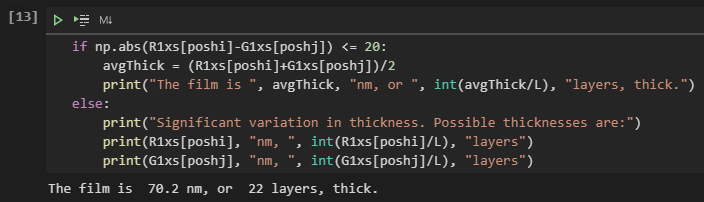 [13]
M↓
if np.abs(R1xs[poshi]-G1xs[poshj]) <= 20:
    avgThick = (R1xs[poshi]+G1xs[poshj])/2
    print("The film is ", avgThick, "nm, or ", int(avgThick/L), "layers, thick.")
else:
    print("Significant variation in thickness. Possible thicknesses are:")
    print(R1xs[poshi], "nm, ", int(R1xs[poshi]/L), "layers")
    print(G1xs[poshj], "nm, ", int(G1xs[poshj]/L), "layers")
The film is  70.2 nm, or  22 layers, thick.